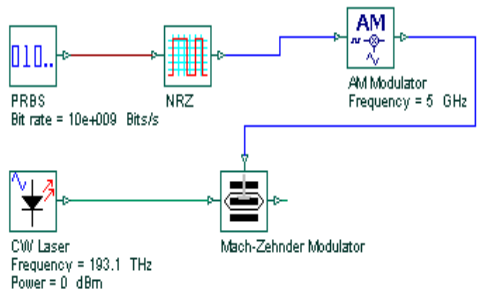 AM
010..
AM Modulator
Frequency = 5 GHz
PRBS
Bit rate = 10e+009 Bits/s
NRZ
CW Laser
Frequency = 193.1 THz
Power = 0 dBm
Mach-Zehnder Modulator